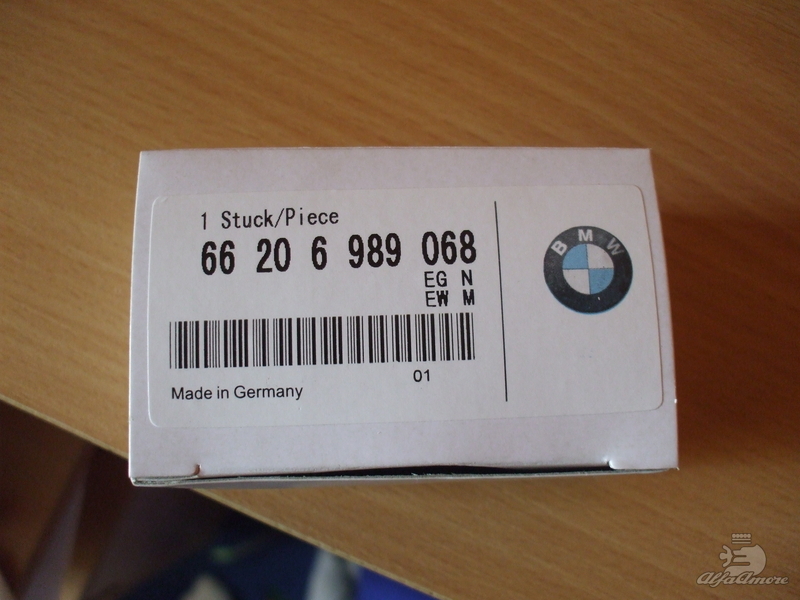 1 Stuck/Piece
66 20 6 989 068
EG N
EW M
01
Made in Germany
BMW
AlfaAmore